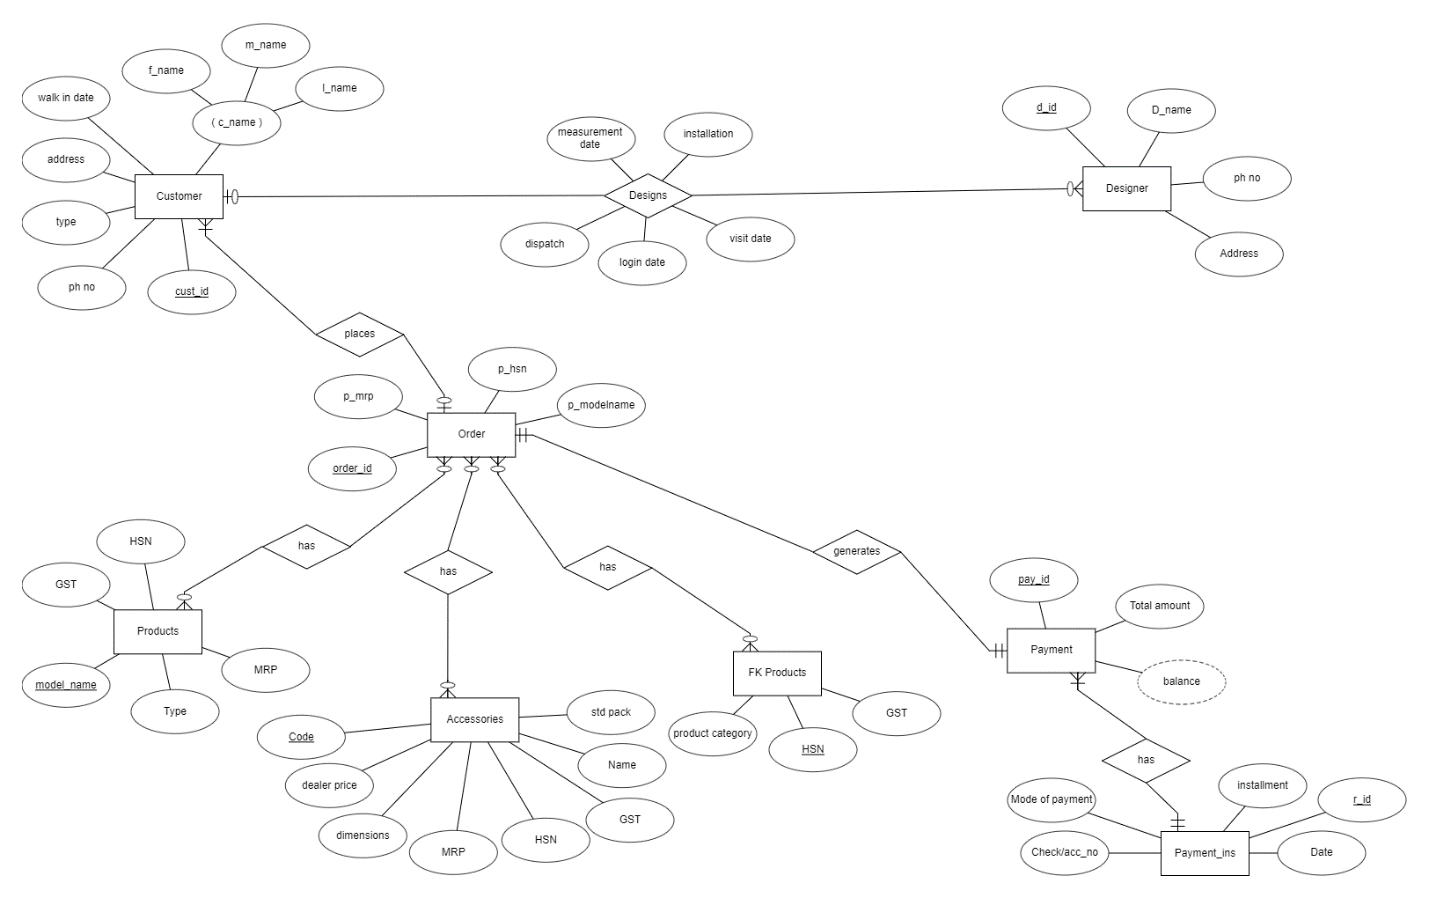 m_name
f_name
l_name
walk in date
( c_name )
address
Customer
type
ph no
cust_id
measurement
date
installation
Designs
dispatch
login date
visit date
d_id
D_name
Designer
ph no
Address
places
p_hsn
p_mrp
p_modelname
Order
order_id
has
has
has
generates
HSN
GST
Products
model_name
MRP
Type
Accessories
std pack
Code
Name
dealer price
GST
dimensions
MRP
HSN
FK Products
product category
HSN
GST
pay_id
Total amount
Payment
balance
has
Mode of payment
installment
r_id
Check/acc_no
Payment_ins
Date